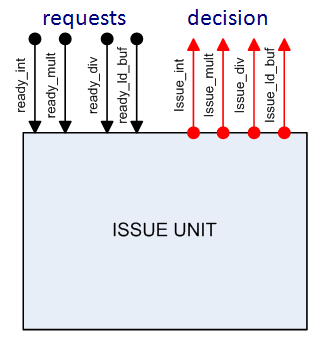 requests
decision
ready_int
ready_mult
ready_div
ready_ld_buf
Issue_int
Issue_mult
Issue_div
Issue_ld_buf
ISSUE UNIT